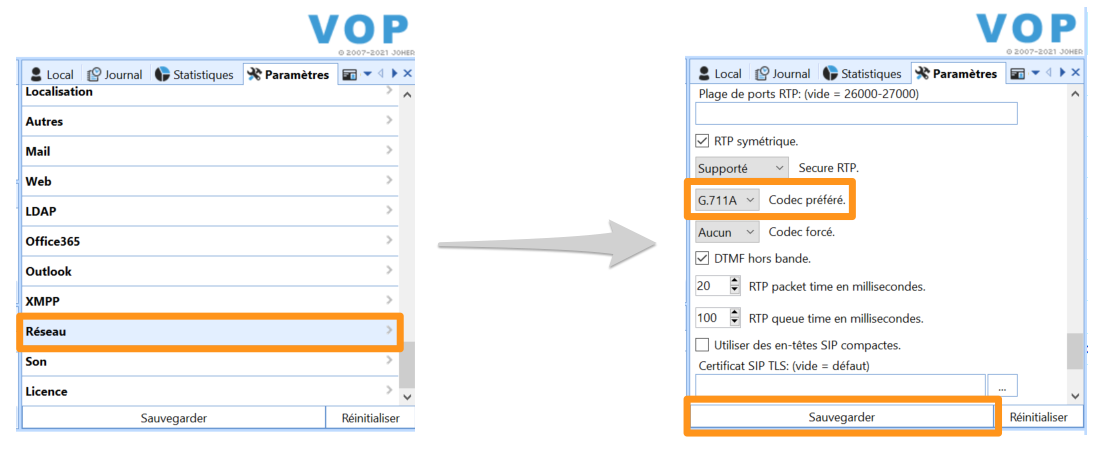 VOP
© 2007-2021 JOHER
Local Journal Statistiques Paramètres
Localisation
Autres
Mail
Web
LDAP
Office365
Outlook
XMPP
Réseau
Son
Licence
Sauvegarder Réinitialiser
VOP
© 2007-2021 JOHER
Local Journal Statistiques Paramètres
Plage de ports RTP: (vide = 26000-27000)
RTP symétrique.
Supporté Secure RTP.
G.711A Codec préféré.
Aucun Codec forcé.
DTMF hors bande.
20 RTP packet time en millisecondes.
100 RTP queue time en millisecondes.
Utiliser des en-têtes SIP compactes.
Certificat SIP TLS: (vide = défaut)
...
Sauvegarder Réinitialiser